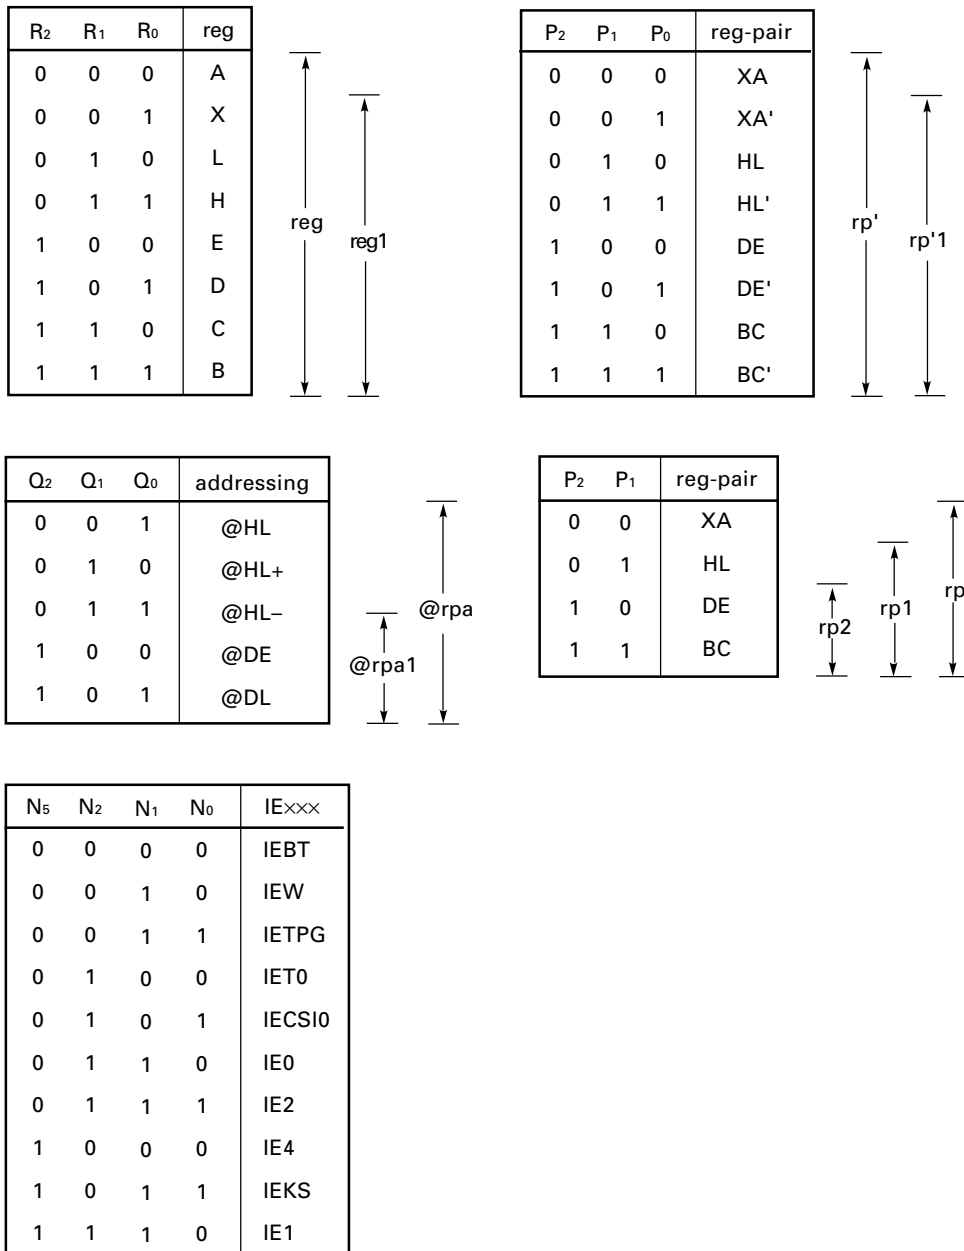 R2 R1 R0 reg
0 0 0 A
0 0 1 X
0 1 0 L
0 1 1 H
1 0 0 E
1 0 1 D
1 1 0 C
1 1 1 B
reg
reg1
P2 P1 P0 reg-pair
0 0 0 XA
0 0 1 XA'
0 1 0 HL
0 1 1 HL'
1 0 0 DE
1 0 1 DE'
1 1 0 BC
1 1 1 BC'
rp'
rp'1
Q2 Q1 Q0 addressing
0 0 1 @HL
0 1 0 @HL+
0 1 1 @HL–
1 0 0 @DE
1 0 1 @DL
@rpa1
@rpa
P2 P1 reg-pair
0 0 XA
0 1 HL
1 0 DE
1 1 BC
rp2
rp1
rp
N5 N2 N1 N0 IE×××
0 0 0 0 IEBT
0 0 1 0 IEW
0 0 1 1 IETPG
0 1 0 0 IET0
0 1 0 1 IECSI0
0 1 1 0 IE0
0 1 1 1 IE2
1 0 0 0 IE4
1 0 1 1 IEKS
1 1 1 0 IE1